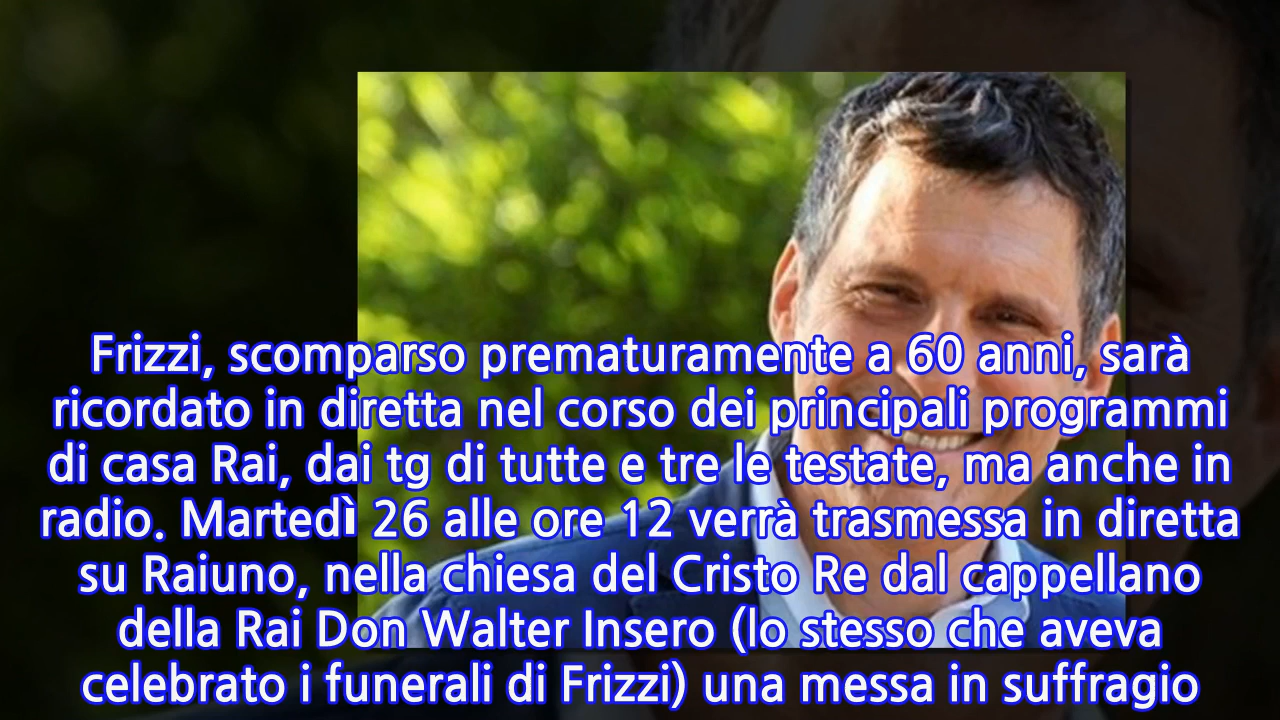 Frizzi, scomparso prematuramente a 60 anni, sarà
ricordato in diretta nel corso dei principali programmi
di casa Rai, dai tg di tutte e tre le testate, ma anche in
radio. Martedì 26 alle ore 12 verrà trasmessa in diretta
su Raiuno, nella chiesa del Cristo Re dal cappellano
della Rai Don Walter Insero (lo stesso che aveva
celebrato i funerali di Frizzi) una messa in suffragio